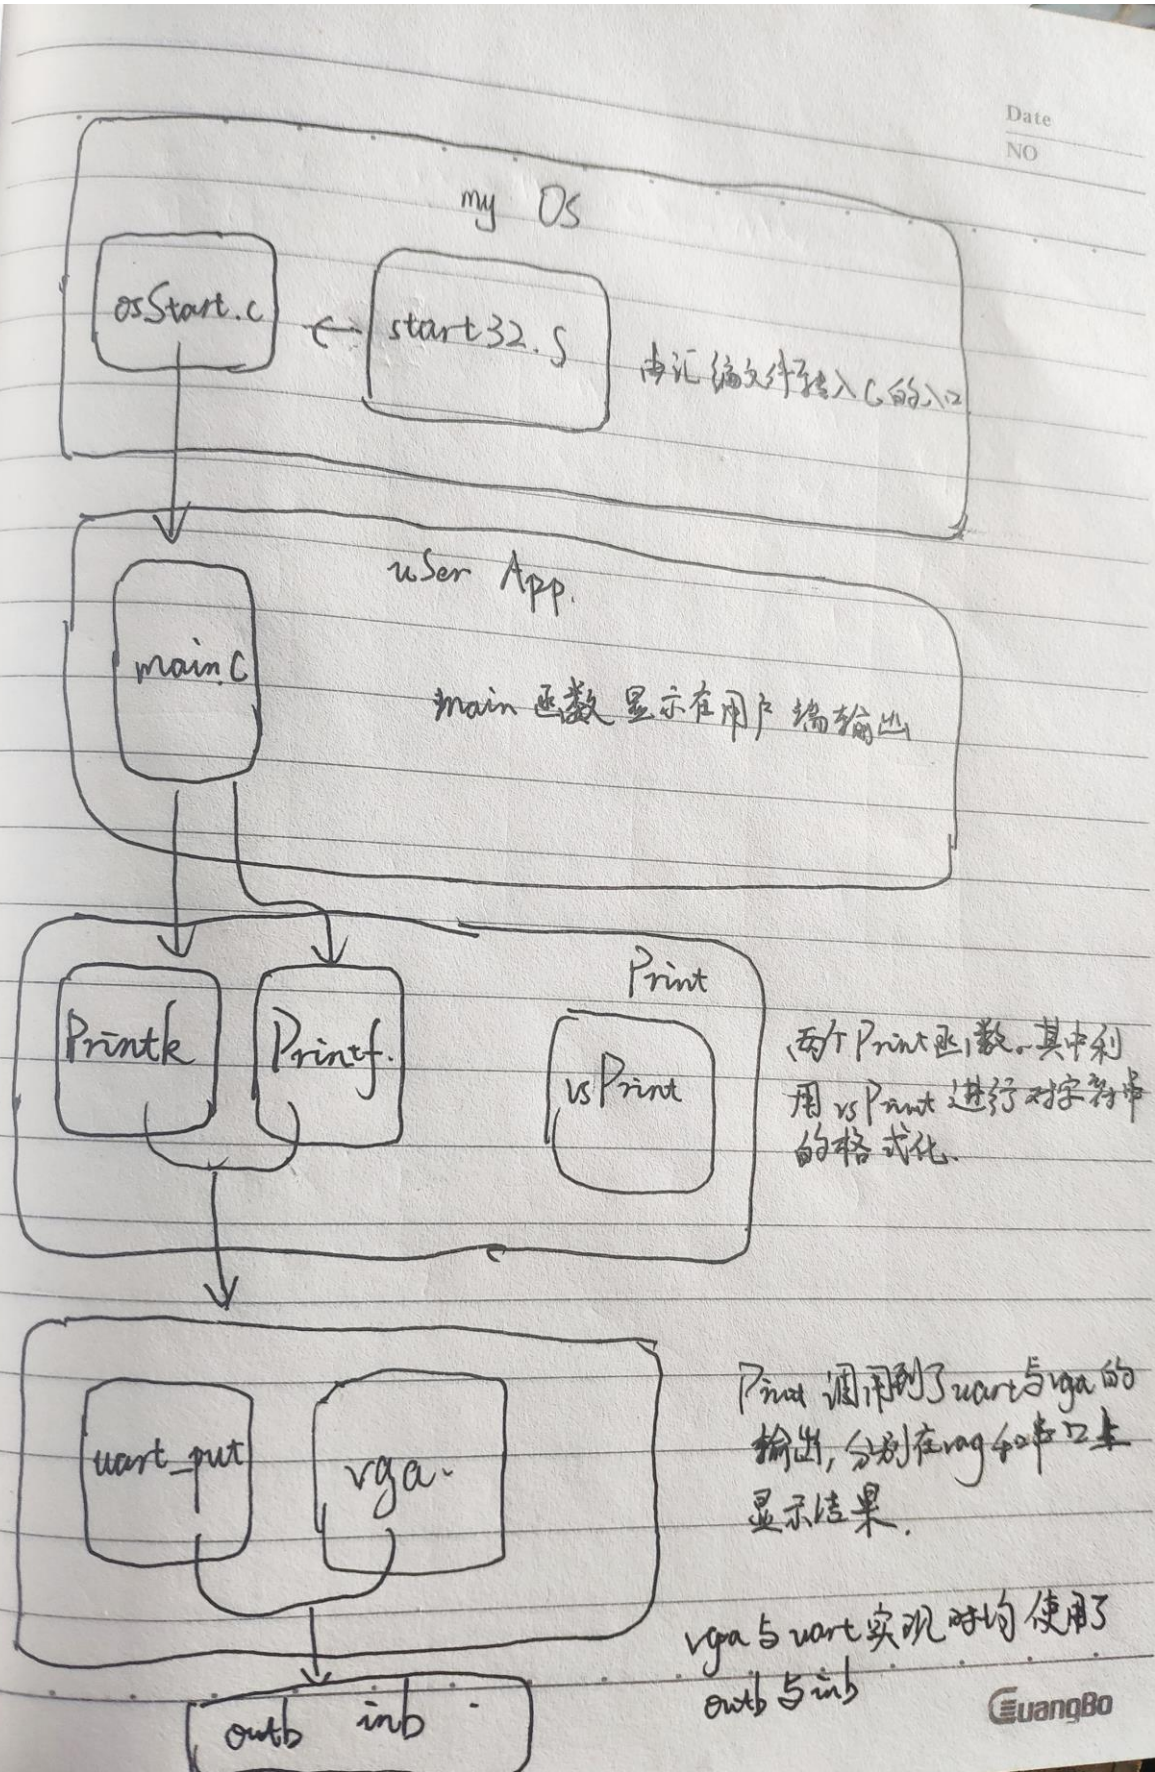 Date
NO
my OS
osStart.c
start32.S
由汇编文件转入C的入口
user App.
main.c
main函数显示在用户端输出
Print
Printk
Printf.
vsPrint
两个Print函数。其中利
用vsPrint进行对字符串
的格式化.
uart_put
vga.
Print调用到了uart与vga的
输出,分别在vag和串口上
显示结果.
vga与uart实现时均使用了
outb与inb
outb inb
GuangBo